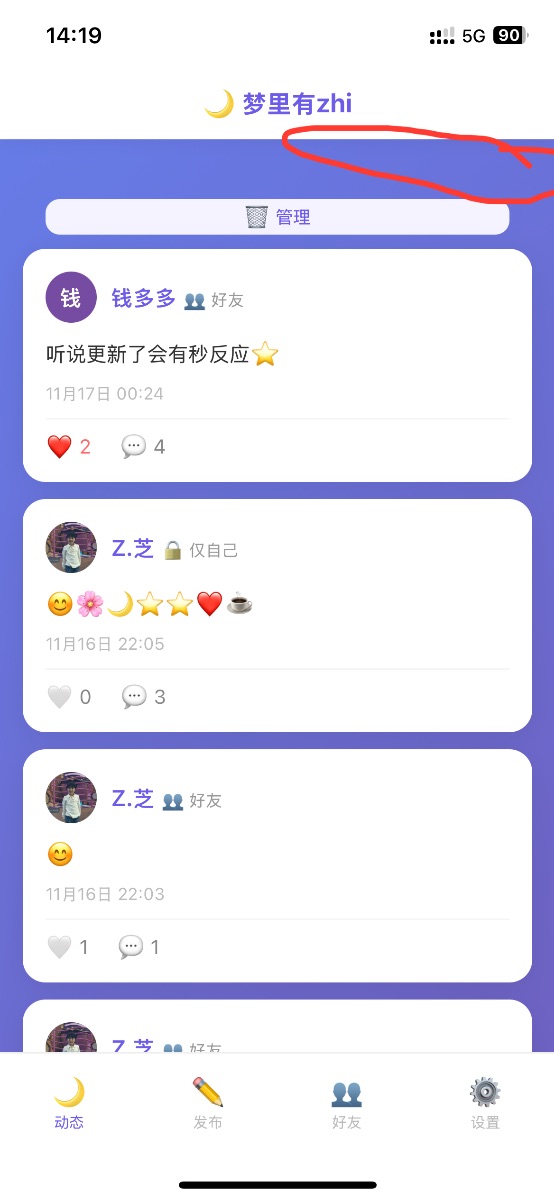 14:19 5G 90
🌙 梦里有zhi
🗑️ 管理
钱 钱多多 👥 好友
听说更新了会有秒反应⭐
11月17日 00:24
❤️ 2 💬 4
Z.芝 🔒 仅自己
😊🌸🌙⭐⭐❤️☕
11月16日 22:05
🤍 0 💬 3
Z.芝 👥 好友
😊
11月16日 22:03
🤍 1 💬 1
Z.芝 👥 好友
动态 发布 好友 设置